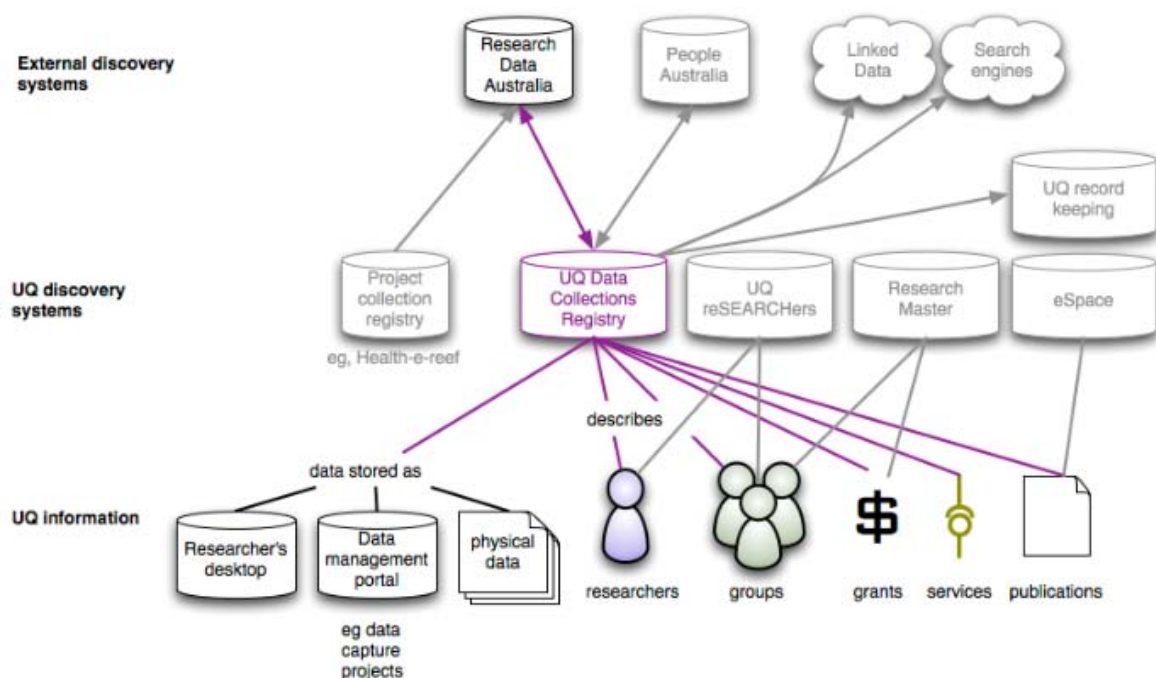 External discovery
systems
Research
Data
Australia
People
Australia
Linked
Data
Search
engines
UQ record
keeping
UQ discovery
systems
Project
collection
registry
eg, Health-e-reef
UQ Data
Collections
Registry
UQ
reSEARCHers
Research
Master
eSpace
describes
data stored as
UQ information
Researcher's
desktop
Data
management
portal
eg data
capture
projects
physical
data
researchers
groups
$
grants
services
publications